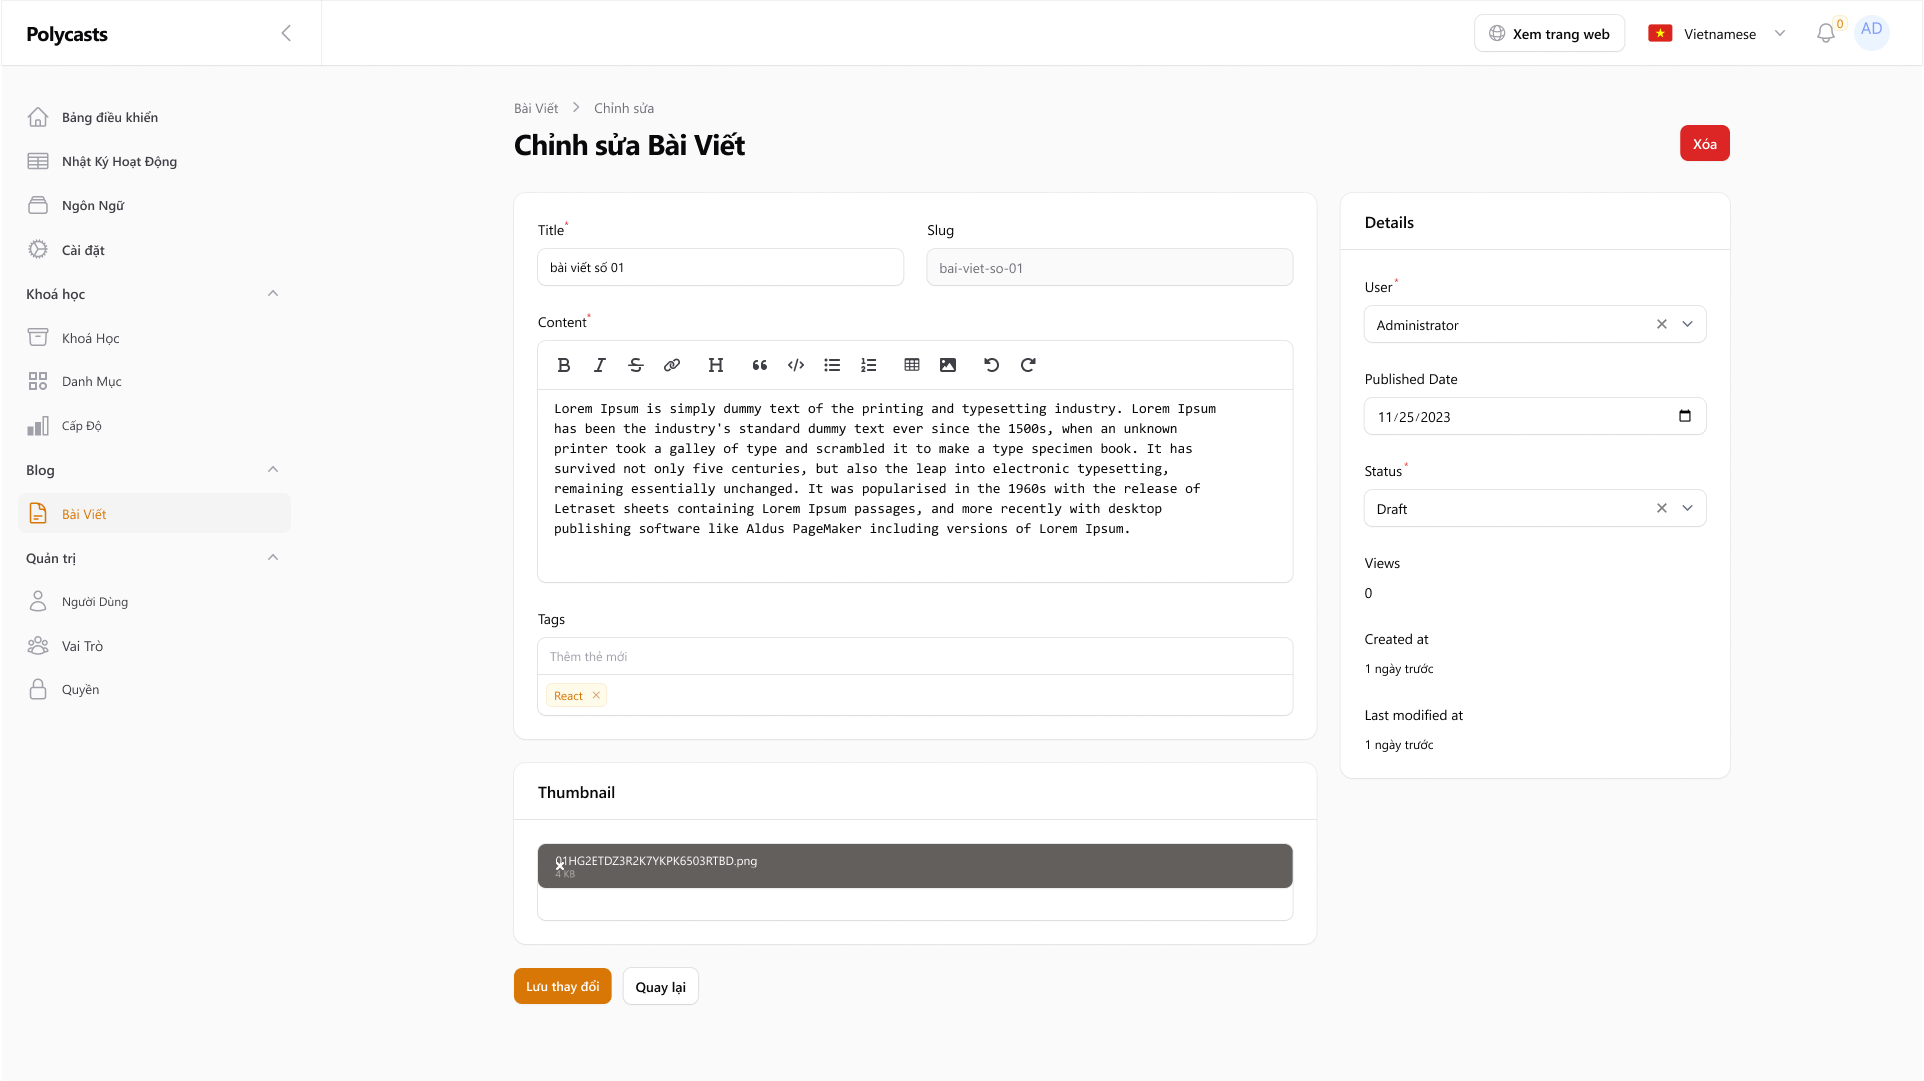 Polycasts
Xem trang web
Vietnamese
0
AD
Bảng điều khiển
Nhật Ký Hoạt Động
Ngôn Ngữ
Cài đặt
Khoá học
Khoá Học
Danh Mục
Cấp Độ
Blog
Bài Viết
Quản trị
Người Dùng
Vai Trò
Quyền
Bài Viết
Chỉnh sửa
Chỉnh sửa Bài Viết
Xóa
Title*
bài viết số 01
Slug
bai-viet-so-01
Content*
Lorem Ipsum is simply dummy text of the printing and typesetting industry. Lorem Ipsum
has been the industry's standard dummy text ever since the 1500s, when an unknown
printer took a galley of type and scrambled it to make a type specimen book. It has
survived not only five centuries, but also the leap into electronic typesetting,
remaining essentially unchanged. It was popularised in the 1960s with the release of
Letraset sheets containing Lorem Ipsum passages, and more recently with desktop
publishing software like Aldus PageMaker including versions of Lorem Ipsum.
Tags
Thêm thẻ mới
React
Thumbnail
01HG2ETDZ3R2K7YKPK6503RTBD.png
4 KB
Lưu thay đổi
Quay lại
Details
User*
Administrator
Published Date
11/25/2023
Status*
Draft
Views
0
Created at
1 ngày trước
Last modified at
1 ngày trước